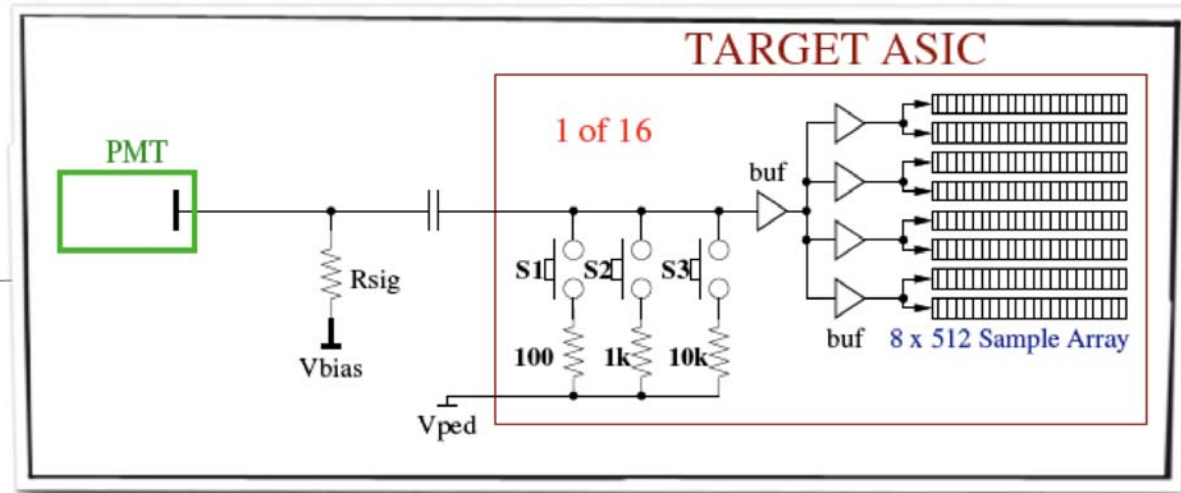 TARGET ASIC
1 of 16
PMT
buf
S1
S2
S3
Rsig
Vbias
100
1k
10k
Vped
buf
8 x 512 Sample Array